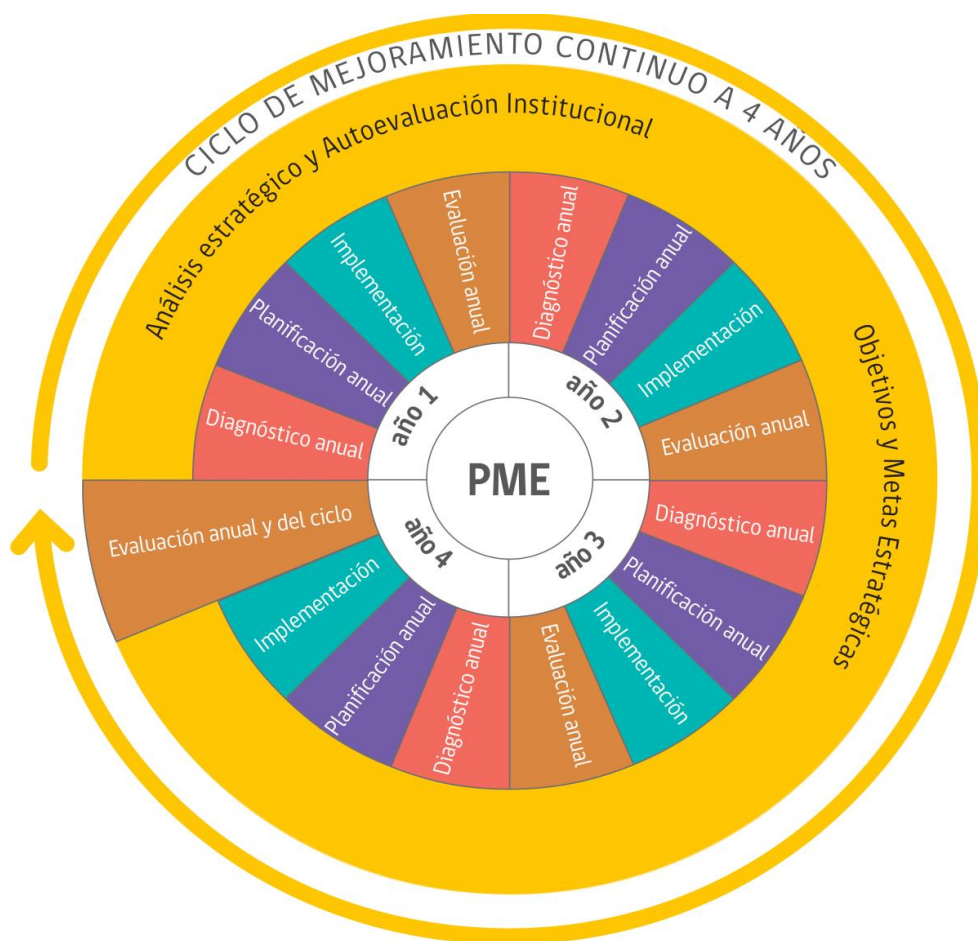 CICLO DE MEJORAMIENTO CONTINUO A 4 AÑOS
Análisis estratégico y Autoevaluación Institucional
Objetivos y Metas Estratégicas
PME
año 1
Diagnóstico anual
Planificación anual
Implementación
Evaluación anual
año 2
Diagnóstico anual
Planificación anual
Implementación
Evaluación anual
año 3
Diagnóstico anual
Planificación anual
Implementación
Evaluación anual
año 4
Diagnóstico anual
Planificación anual
Implementación
Evaluación anual y del ciclo